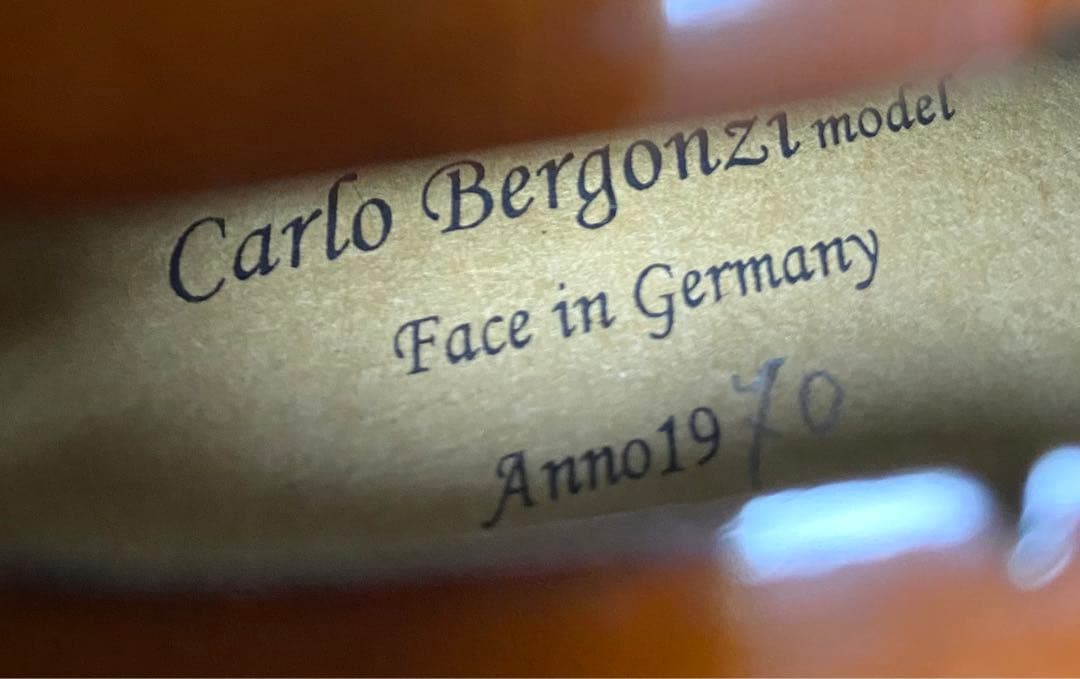 Carlo Bergonzi model
Face in Germany
Anno1970